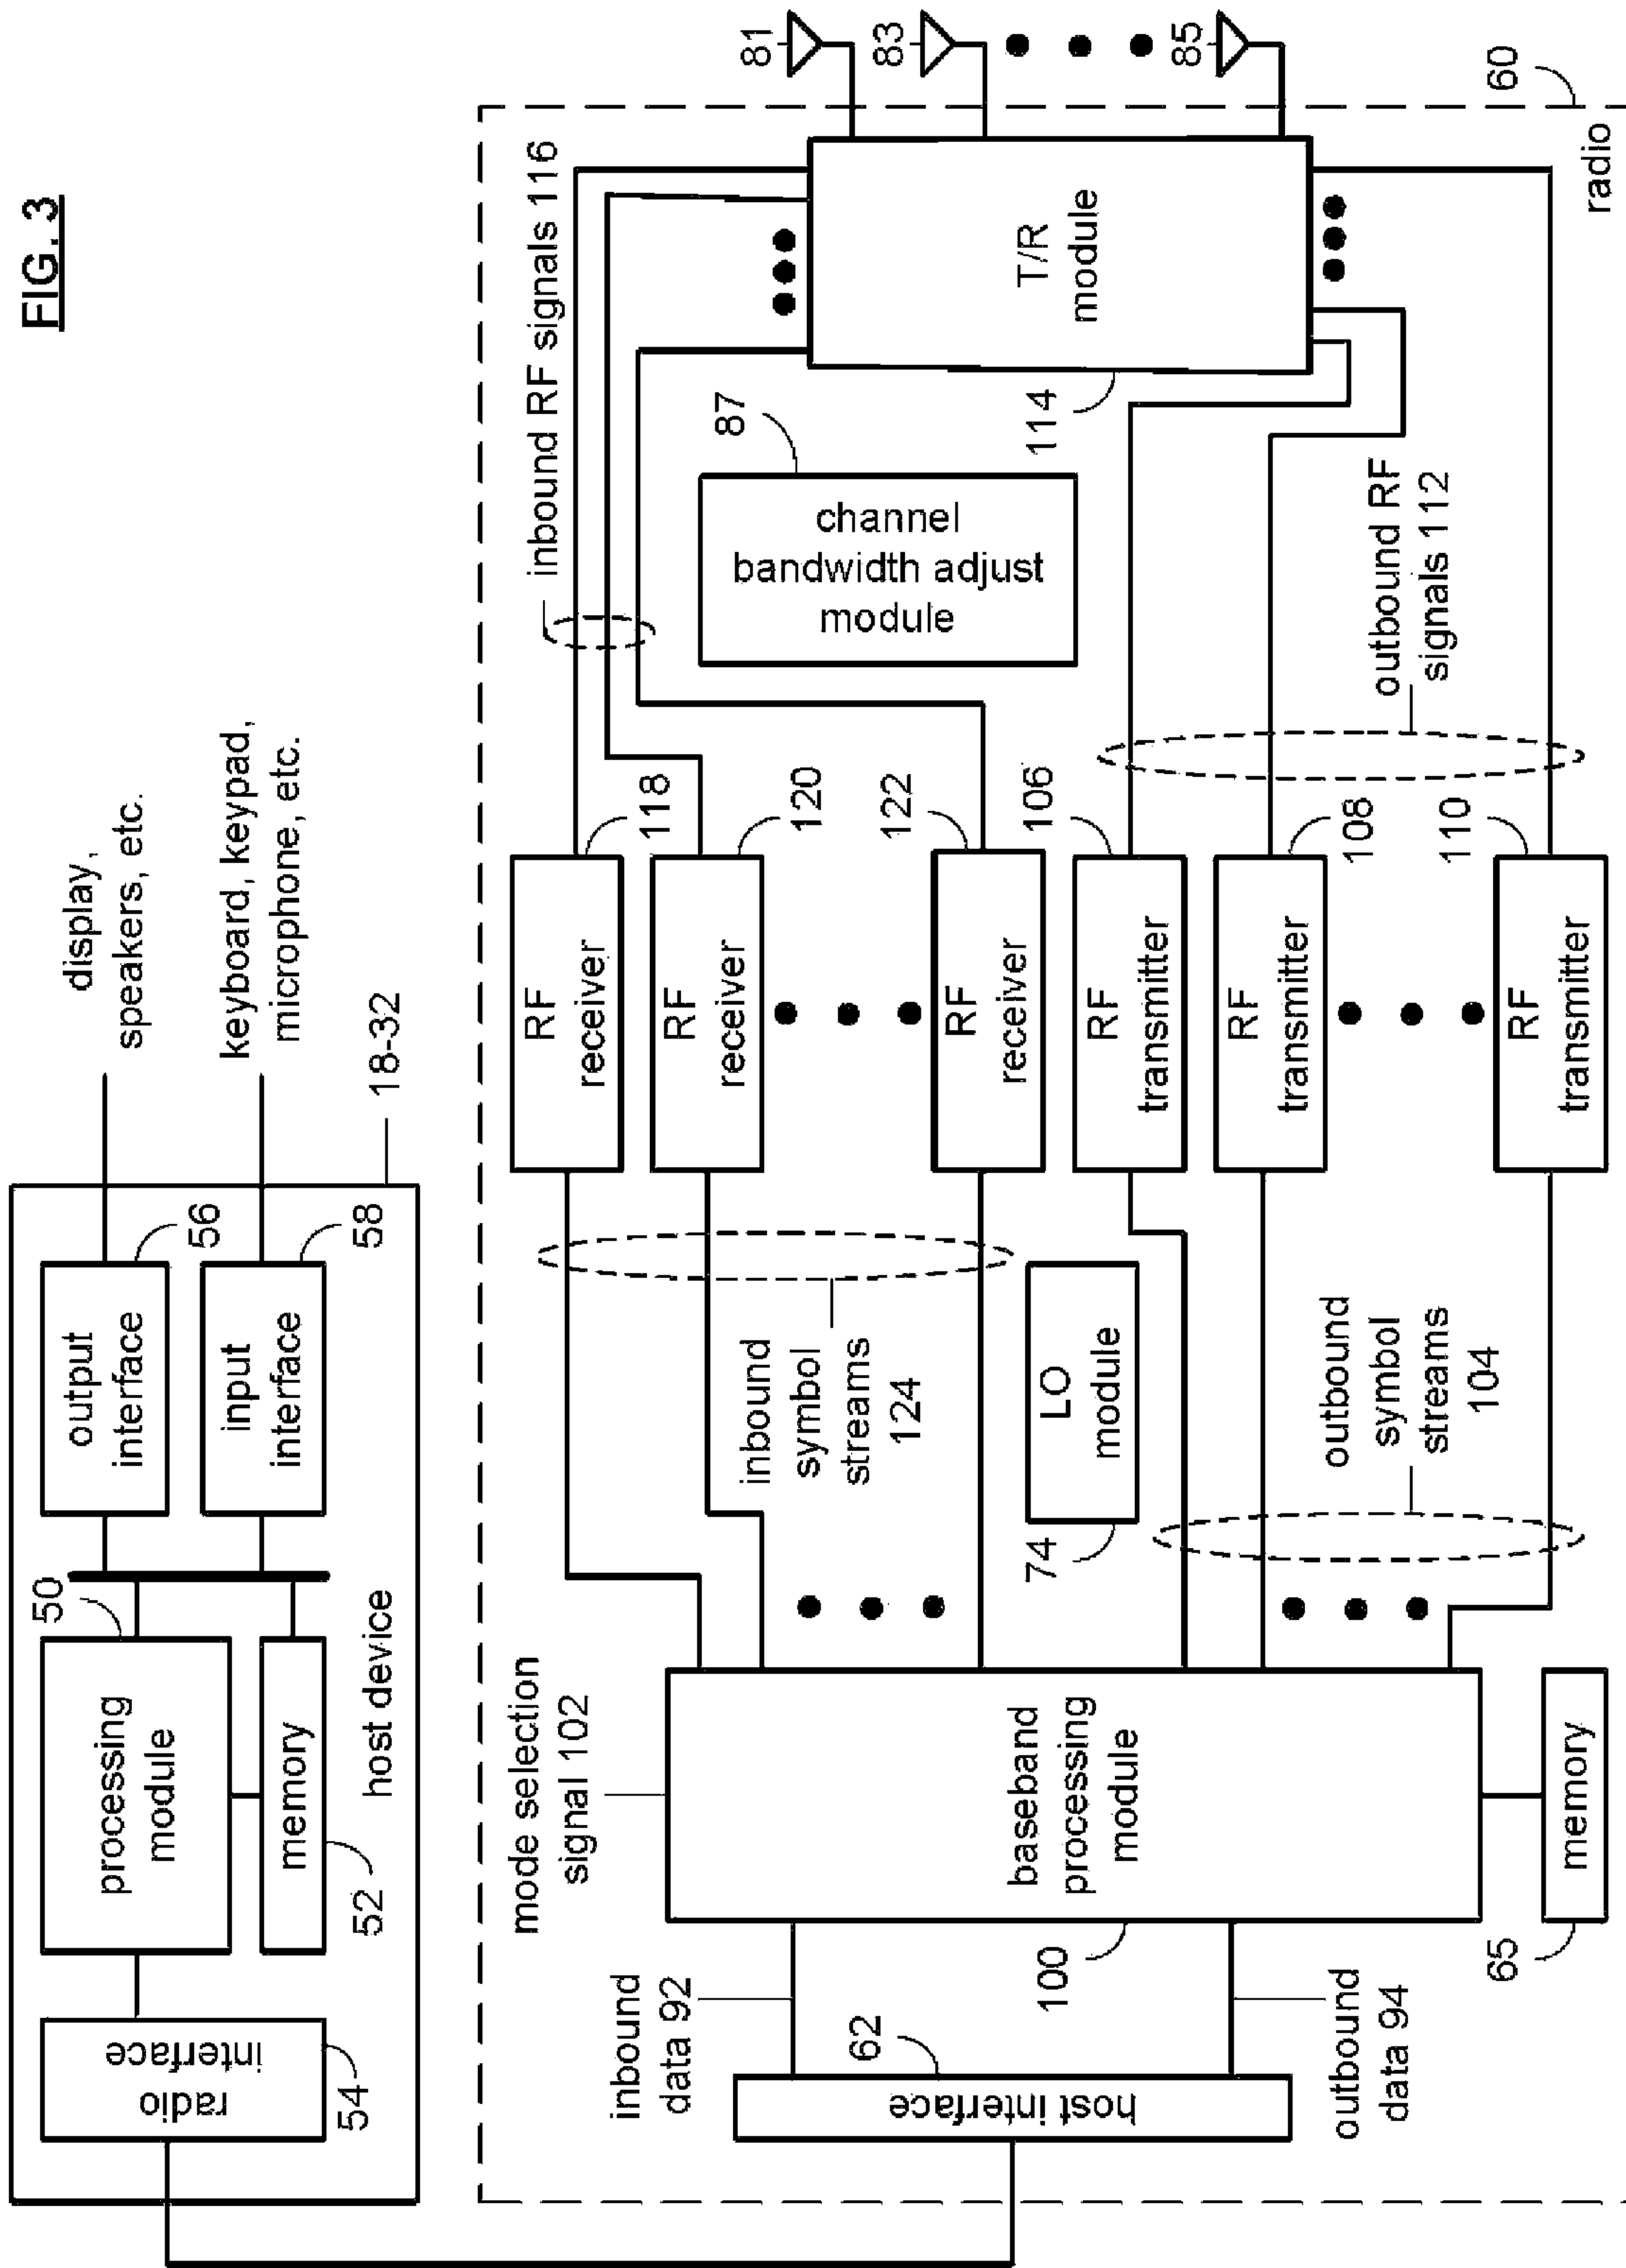 FIG. 3
display,
speakers, etc.
keyboard, keypad,
microphone, etc.
18-32
output
interface
56
input
interface
58
50
processing
module
memory
52
host device
radio
interface
54
81
83
85
60
radio
inbound RF signals 116
T/R
module
114
87
channel
bandwidth adjust
module
outbound RF
signals 112
RF
receiver
118
RF
receiver
120
RF
receiver
122
RF
transmitter
106
RF
transmitter
108
RF
transmitter
110
inbound
symbol
streams
124
LO
module
74
outbound
symbol
streams
104
mode selection
signal 102
baseband
processing
module
100
memory
65
inbound
data 92
62
host interface
outbound
data 94